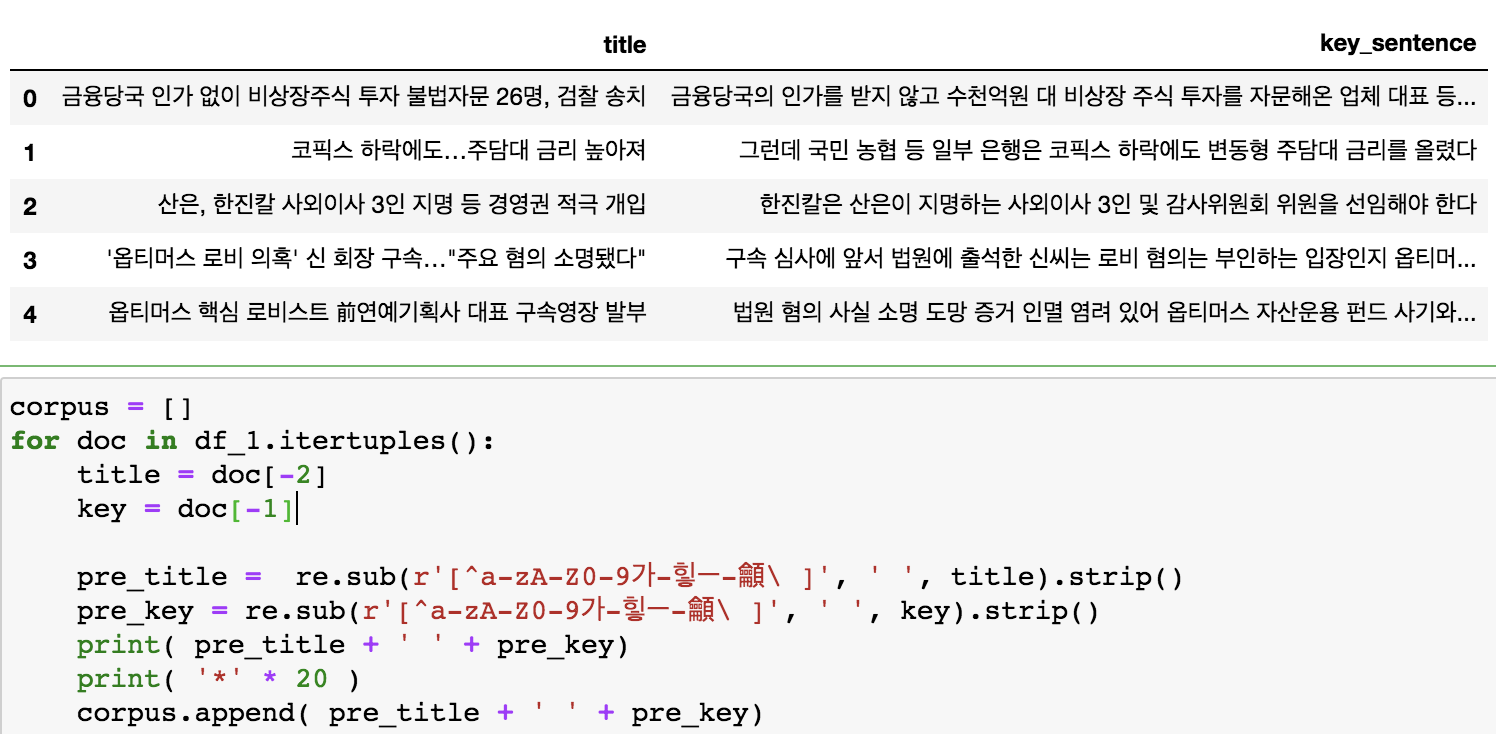 title key_sentence
0 금융당국 인가 없이 비상장주식 투자 불법자문 26명, 검찰 송치 금융당국의 인가를 받지 않고 수천억원 대 비상장 주식 투자를 자문해온 업체 대표 등...
1 코픽스 하락에도…주담대 금리 높아져 그런데 국민 농협 등 일부 은행은 코픽스 하락에도 변동형 주담대 금리를 올렸다
2 산은, 한진칼 사외이사 3인 지명 등 경영권 적극 개입 한진칼은 산은이 지명하는 사외이사 3인 및 감사위원회 위원을 선임해야 한다
3 '옵티머스 로비 의혹' 신 회장 구속…"주요 혐의 소명됐다" 구속 심사에 앞서 법원에 출석한 신씨는 로비 혐의는 부인하는 입장인지 옵티머...
4 옵티머스 핵심 로비스트 前연예기획사 대표 구속영장 발부 법원 혐의 사실 소명 도망 증거 인멸 염려 있어 옵티머스 자산운용 펀드 사기와...
corpus = []
for doc in df_1.itertuples():
    title = doc[-2]
    key = doc[-1]
    pre_title =  re.sub(r'[^a-zA-Z0-9가-힣一-龥\ ]', ' ', title).strip()
    pre_key = re.sub(r'[^a-zA-Z0-9가-힣一-龥\ ]', ' ', key).strip()
    print( pre_title + ' ' + pre_key)
    print( '*' * 20 )
    corpus.append( pre_title + ' ' + pre_key)